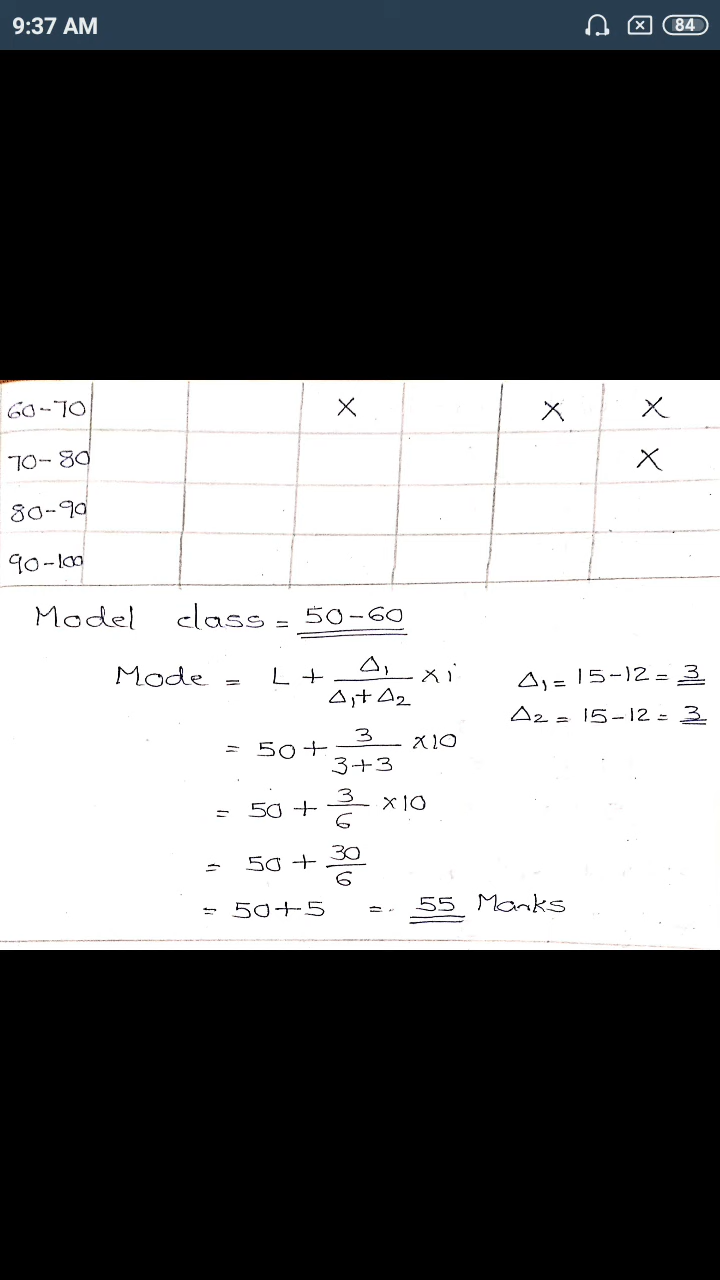 9:37 AM 84
60-70 X X X
70-80 X
80-90
90-100
Model class = 50-60
Mode = L + Δ₁/(Δ₁+Δ₂) × i
Δ₁ = 15-12 = 3
Δ₂ = 15-12 = 3
= 50 + 3/(3+3) ×10
= 50 + 3/6 ×10
= 50 + 30/6
= 50+5 = 55 Marks